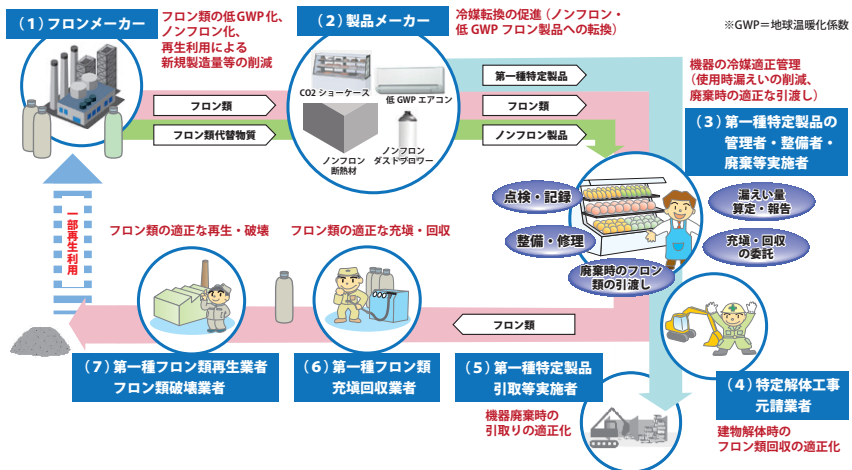 (1)フロンメーカー
フロン類の低GWP化、
ノンフロン化、
再生利用による
新規製造量等の削減
(2)製品メーカー
冷媒転換の促進(ノンフロン・
低GWPフロン製品への転換)
※GWP=地球温暖化係数
CO2ショーケース
低GWPエアコン
ノンフロン
断熱材
ノンフロン
ダストブロワー
フロン類
フロン類代替物質
第一種特定製品
フロン類
ノンフロン製品
機器の冷媒適正管理
(使用時漏えいの削減、
廃棄時の適正な引渡し)
(3)第一種特定製品の
管理者・整備者・
廃棄等実施者
点検・記録
整備・修理
廃棄時のフロン
類の引渡し
漏えい量
算定・報告
充塡・回収
の委託
一部再生利用
フロン類の適正な再生・破壊
フロン類の適正な充塡・回収
フロン類
(7)第一種フロン類再生業者
フロン類破壊業者
(6)第一種フロン類
充塡回収業者
(5)第一種特定製品
引取等実施者
機器廃棄時の
引取りの適正化
(4)特定解体工事
元請業者
建物解体時の
フロン類回収の適正化